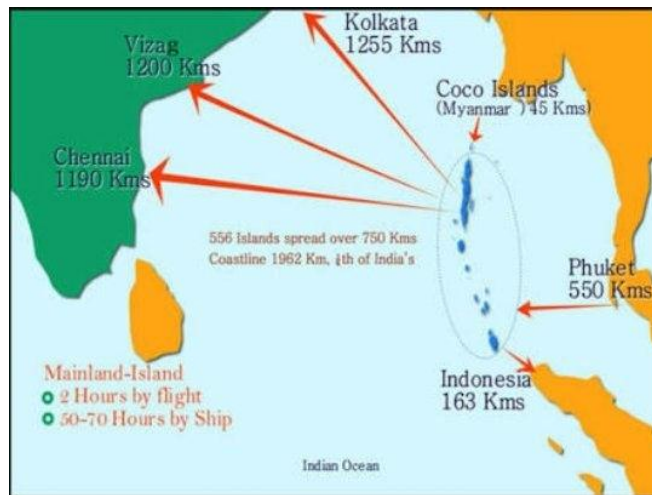 Kolkata
1255 Kms
Vizag
1200 Kms
Coco Islands
(Myanmar ) 45 Kms)
Chennai
1190 Kms
556 Islands spread over 750 Kms
Coastline 1962 Km, ¼th of India's
Phuket
550 Kms
Mainland-Island
2 Hours by flight
50-70 Hours by Ship
Indonesia
163 Kms
Indian Ocean